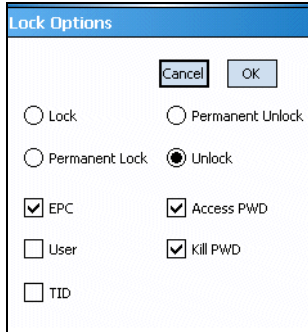 Lock Options
Cancel OK
Lock Permanent Unlock
Permanent Lock Unlock
EPC Access PWD
User Kill PWD
TID